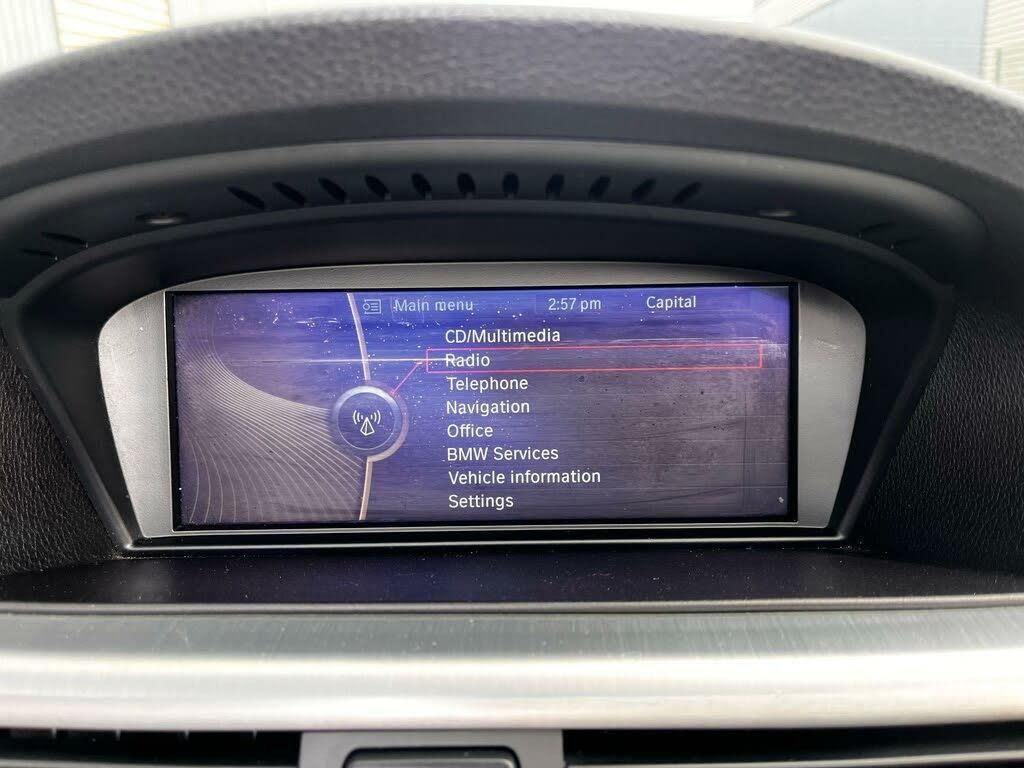 Main menu 2:57 pm Capital
CD/Multimedia
Radio
Telephone
Navigation
Office
BMW Services
Vehicle information
Settings